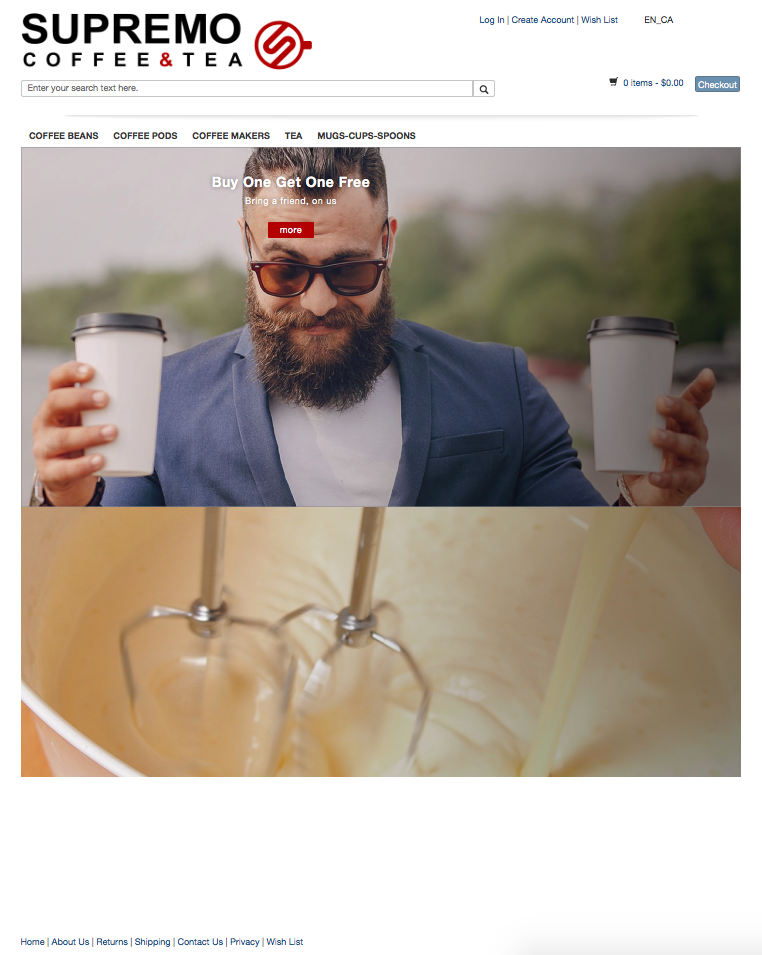 SUPREMO
COFFEE & TEA
Log In | Create Account | Wish List
EN_CA
Enter your search text here.
0 items - $0.00
Checkout
COFFEE BEANS
COFFEE PODS
COFFEE MAKERS
TEA
MUGS-CUPS-SPOONS
Buy One Get One Free
Bring a friend, on us
more
Home | About Us | Returns | Shipping | Contact Us | Privacy | Wish List